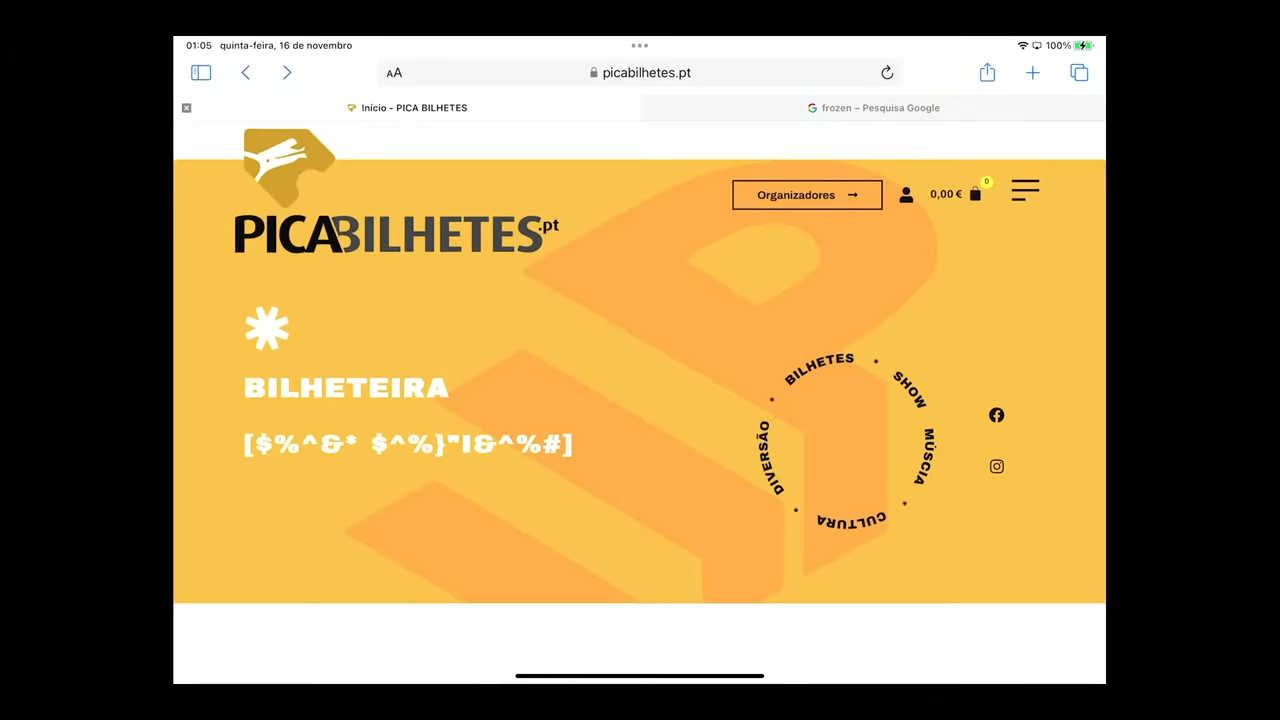 01:05 quinta-feira, 16 de novembro
100%
AA
picabilhetes.pt
Início - PICA BILHETES
frozen – Pesquisa Google
Organizadores
0,00 €
0
PICABILHETES.pt
BILHETEIRA
[$%^&* $^%}"I&^%#]
BILHETES
SHOW
MÚSCIA
CULTURA
DIVERSÃO